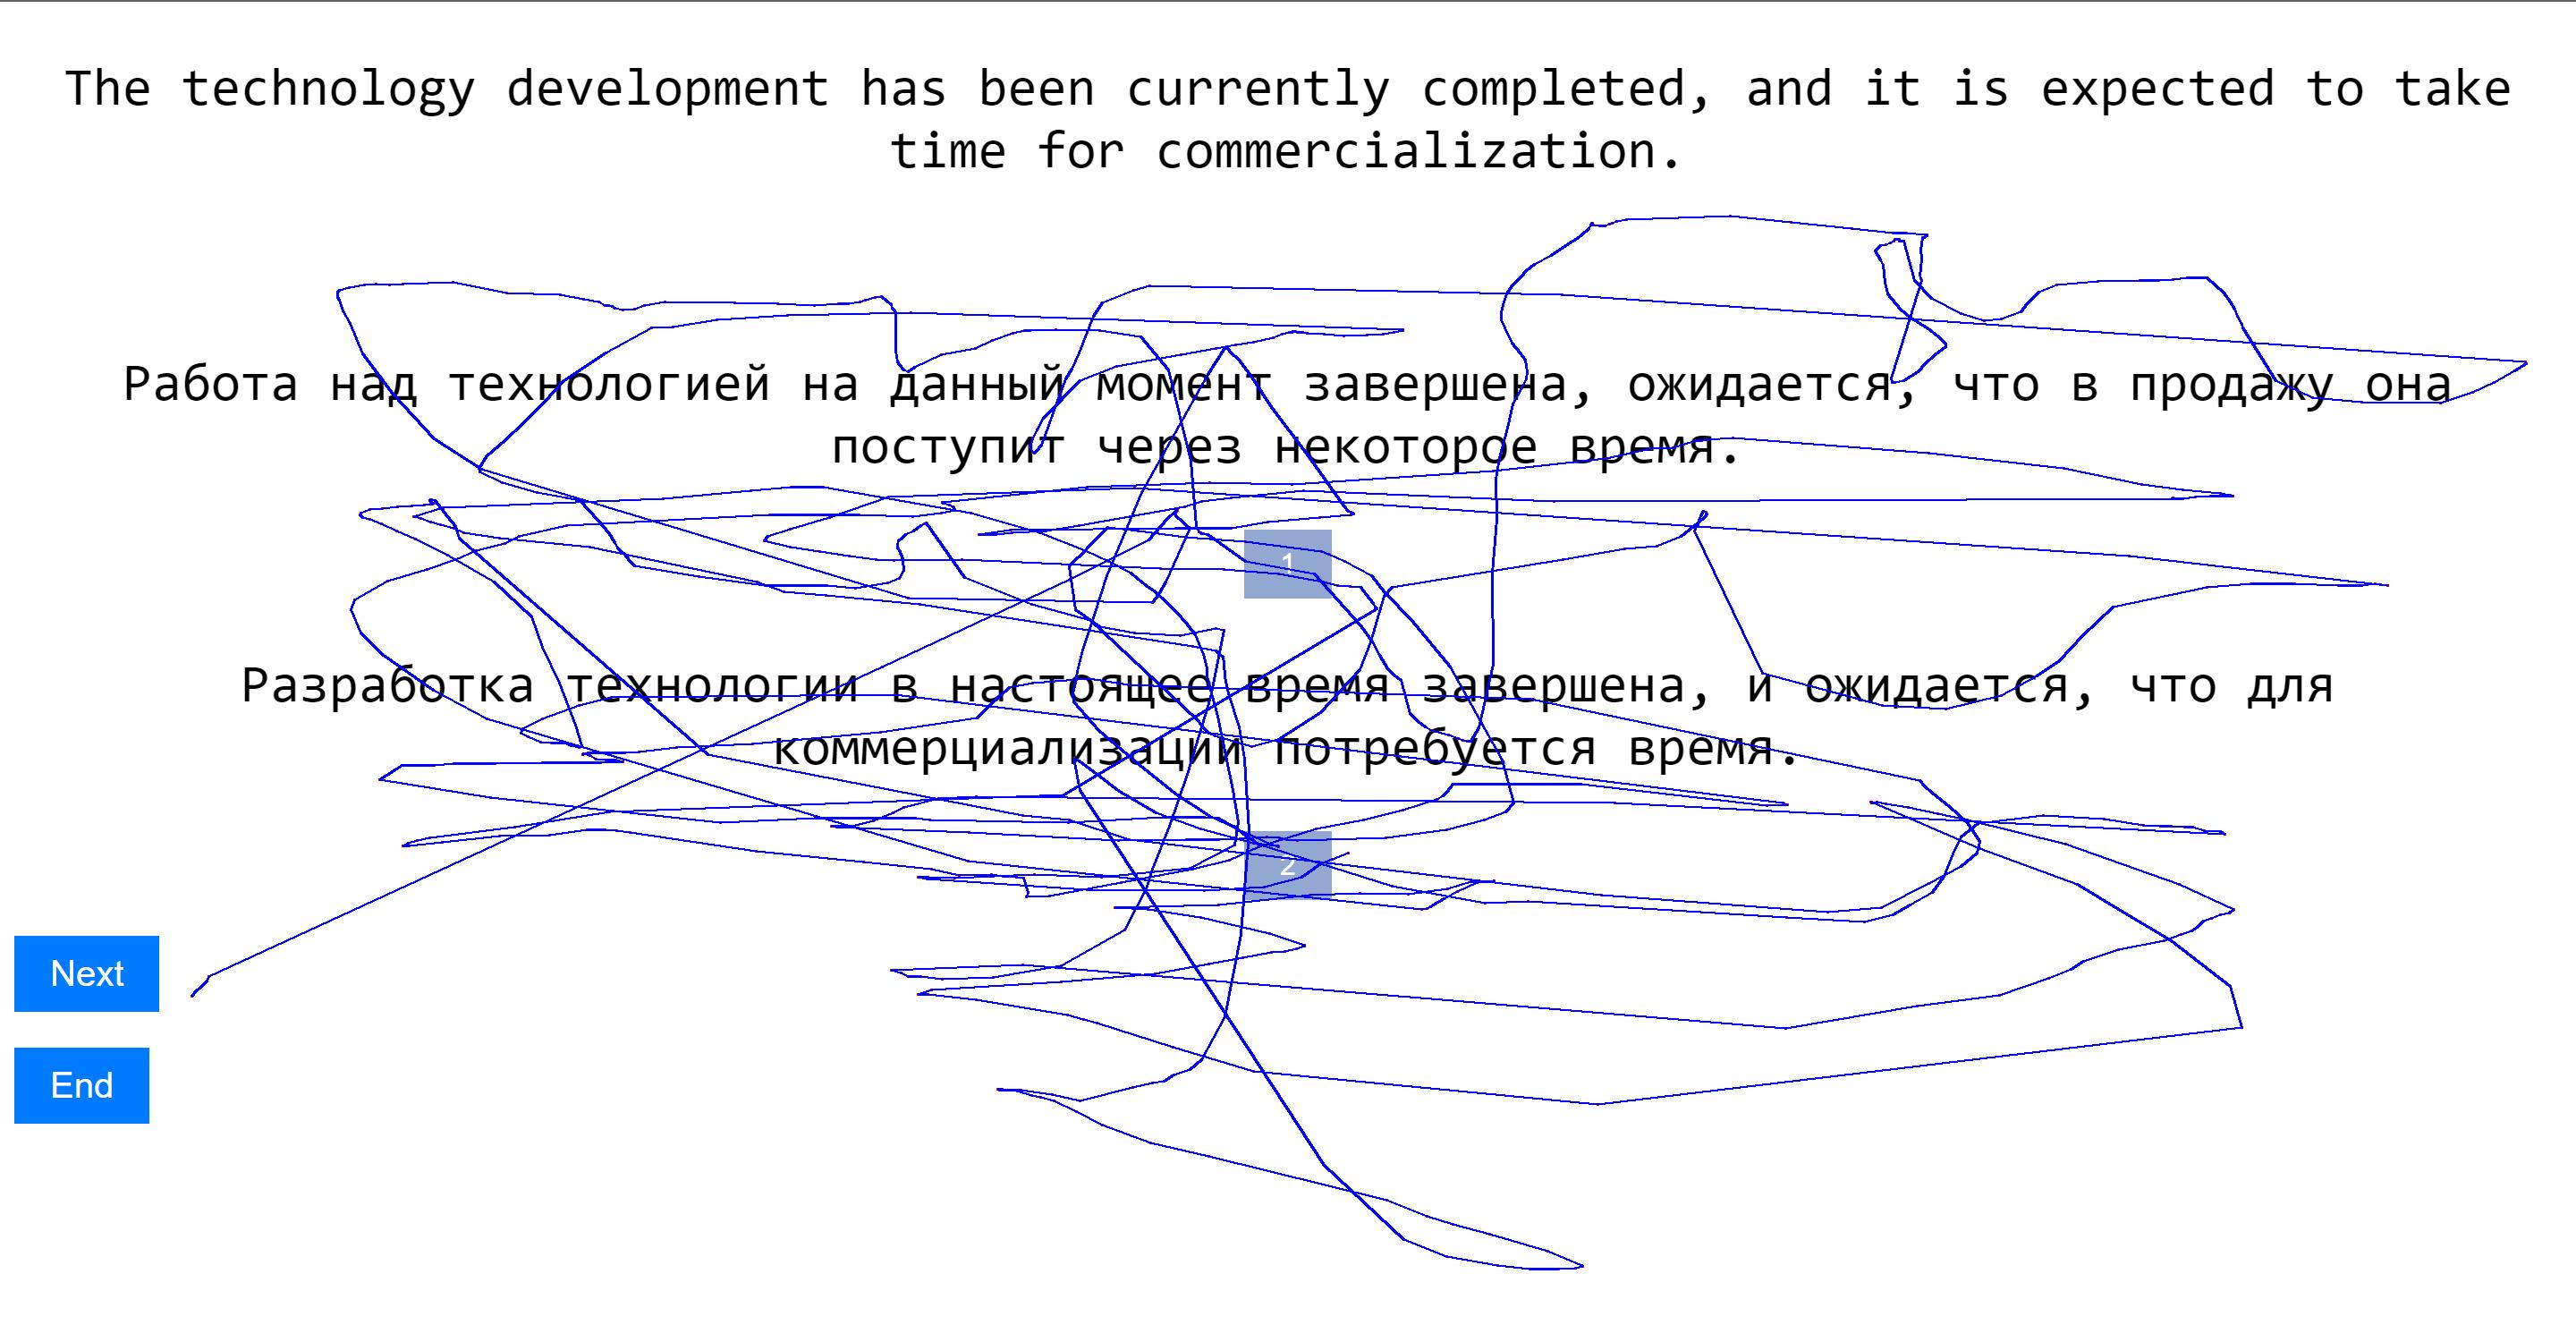 The technology development has been currently completed, and it is expected to take
time for commercialization.
Работа над технологией на данный момент завершена, ожидается, что в продажу она
поступит через некоторое время.
1
Разработка технологии в настоящее время завершена, и ожидается, что для
коммерциализации потребуется время.
2
Next
End